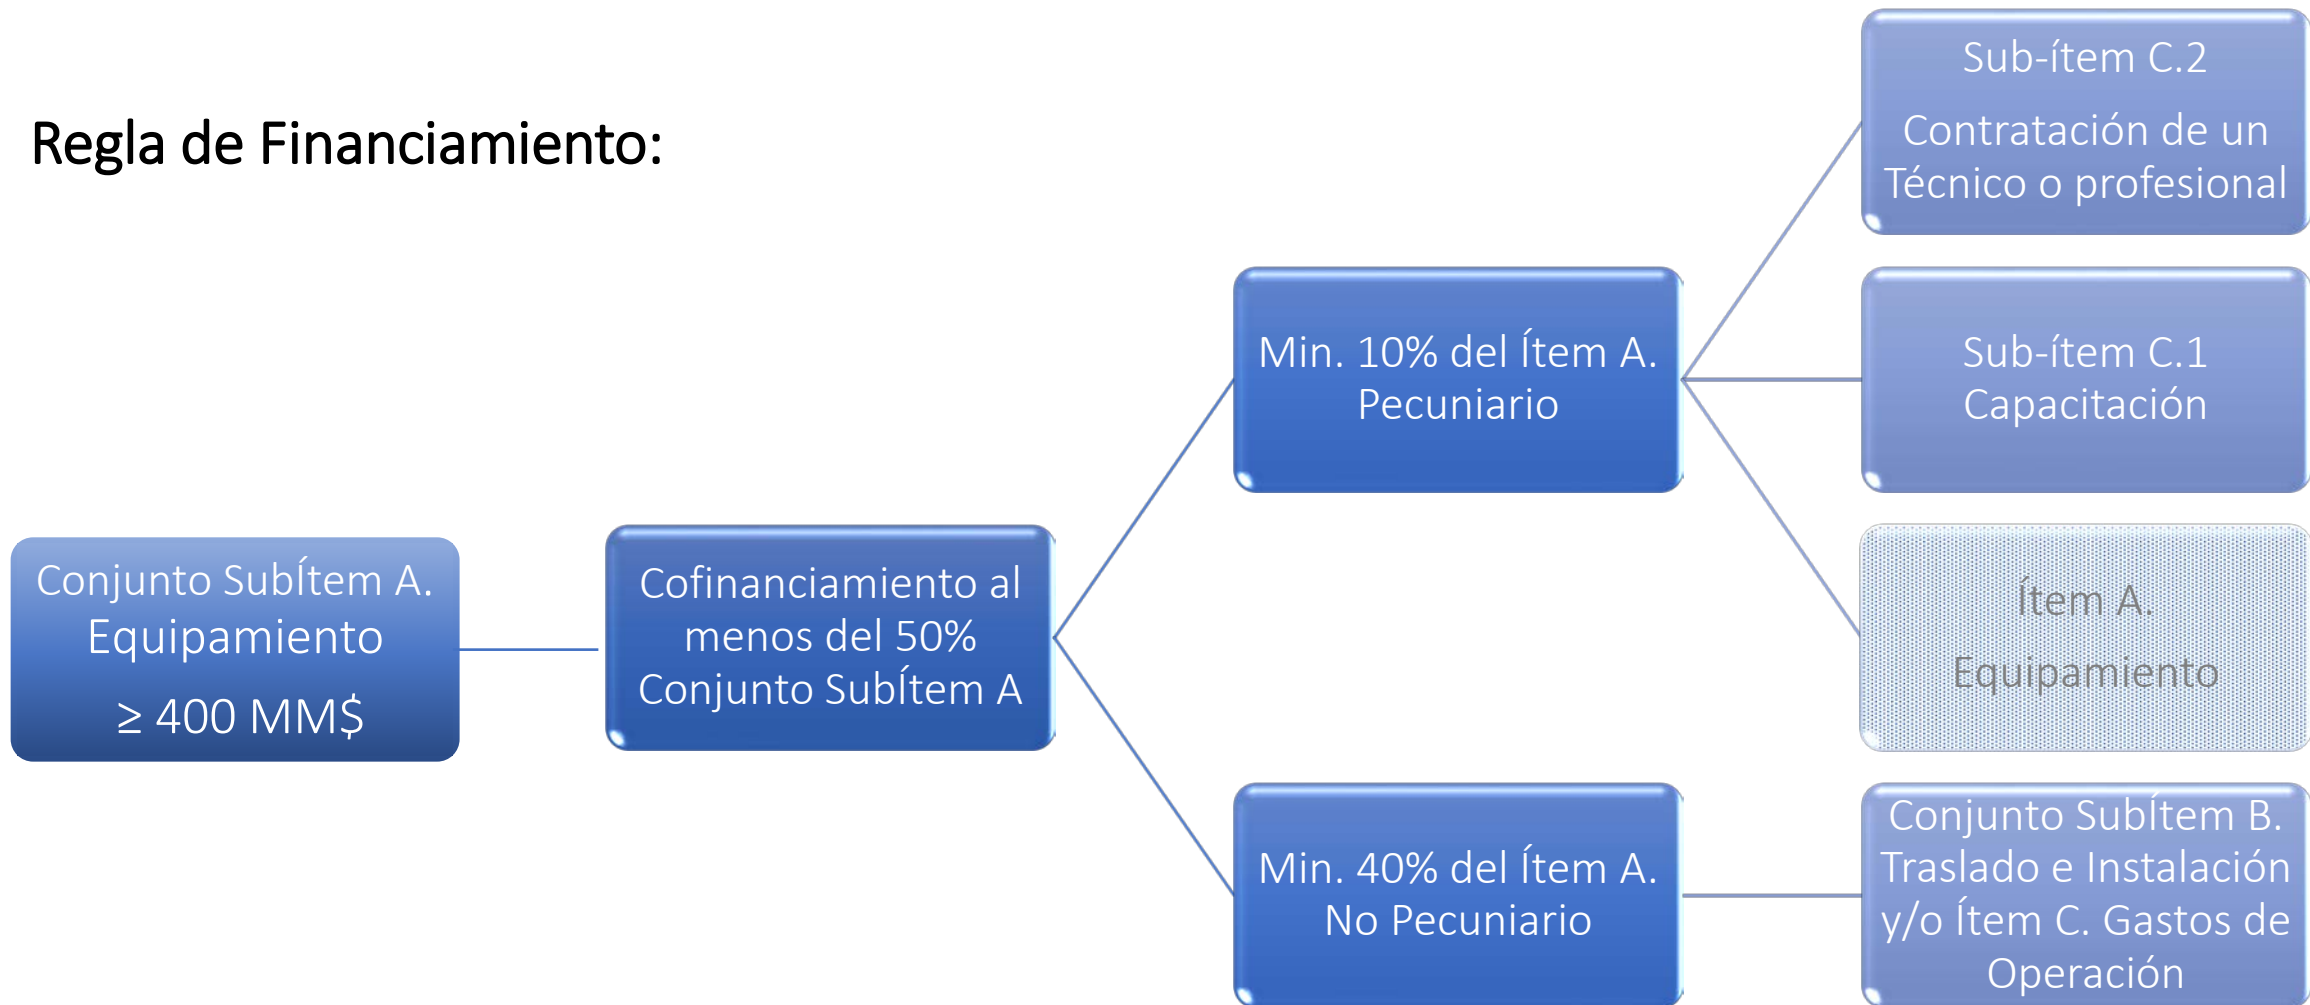 Regla de Financiamiento:
Conjunto SubÍtem A.
Equipamiento
≥ 400 MM$
Cofinanciamiento al
menos del 50%
Conjunto SubÍtem A
Min. 10% del Ítem A.
Pecuniario
Sub-ítem C.2
Contratación de un
Técnico o profesional
Sub-ítem C.1
Capacitación
Ítem A.
Equipamiento
Min. 40% del Ítem A.
No Pecuniario
Conjunto SubÍtem B.
Traslado e Instalación
y/o Ítem C. Gastos de
Operación